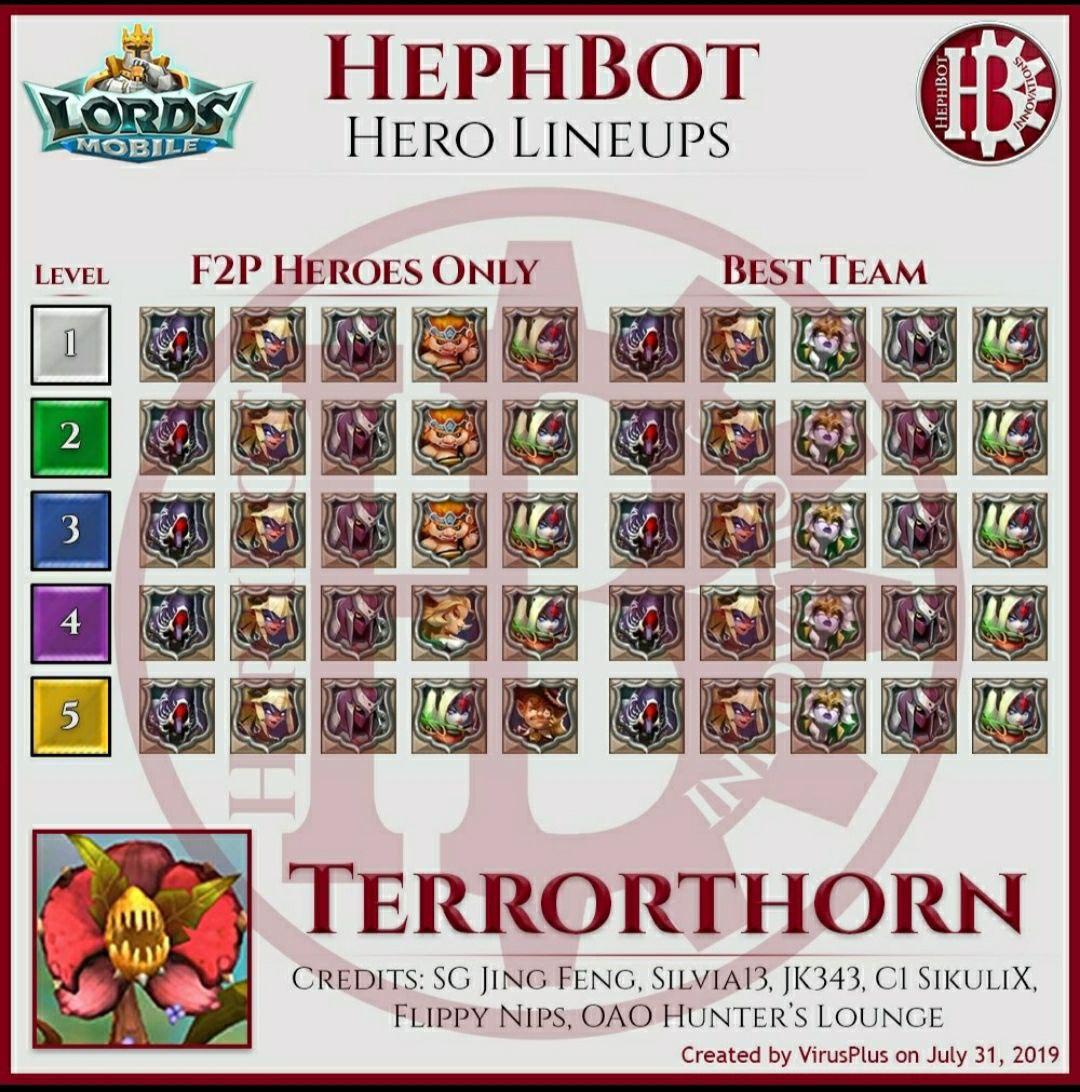 LORDS
MOBILE
HEPHBOT
HERO LINEUPS
HEPHBOT
HB
INNOVATIONS
LEVEL
F2P HEROES ONLY
BEST TEAM
1
2
3
4
5
TERRORTHORN
CREDITS: SG JING FENG, SILVIA13, JK343, C1 SIKULIX,
FLIPPY NIPS, OAO HUNTER'S LOUNGE
Created by VirusPlus on July 31, 2019